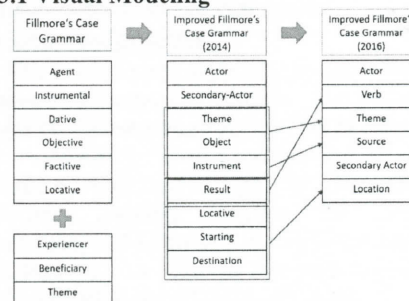 Visual Modeling
Fillmore's Case
Grammar
Agent
Instrumental
Dative
Objective
Factitive
Locative
Experiencer
Beneficiary
Theme
Improved Fillmore's
Case Grammar
(2014)
Actor
Secondary-Actor
Theme
Object
Instrument
Result
Locative
Starting
Destination
Improved Fillmore's
Case Grammar
(2016)
Actor
Verb
Theme
Source
Secondary Actor
Location